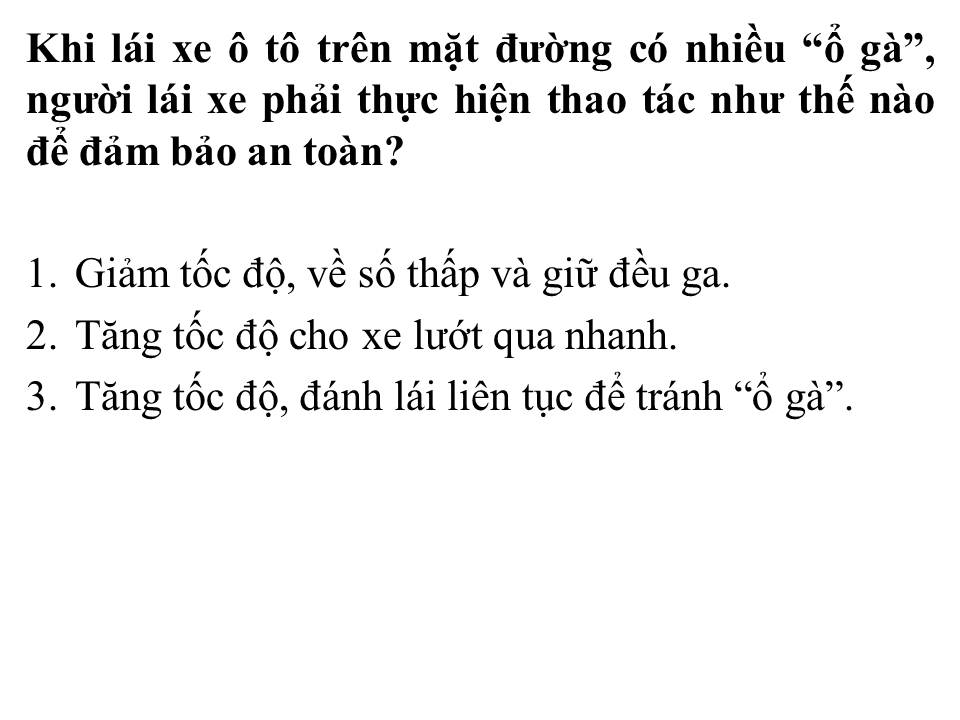 Khi lái xe ô tô trên mặt đường có nhiều “ổ gà”,
người lái xe phải thực hiện thao tác như thế nào
để đảm bảo an toàn?
1. Giảm tốc độ, về số thấp và giữ đều ga.
2. Tăng tốc độ cho xe lướt qua nhanh.
3. Tăng tốc độ, đánh lái liên tục để tránh “ổ gà”.